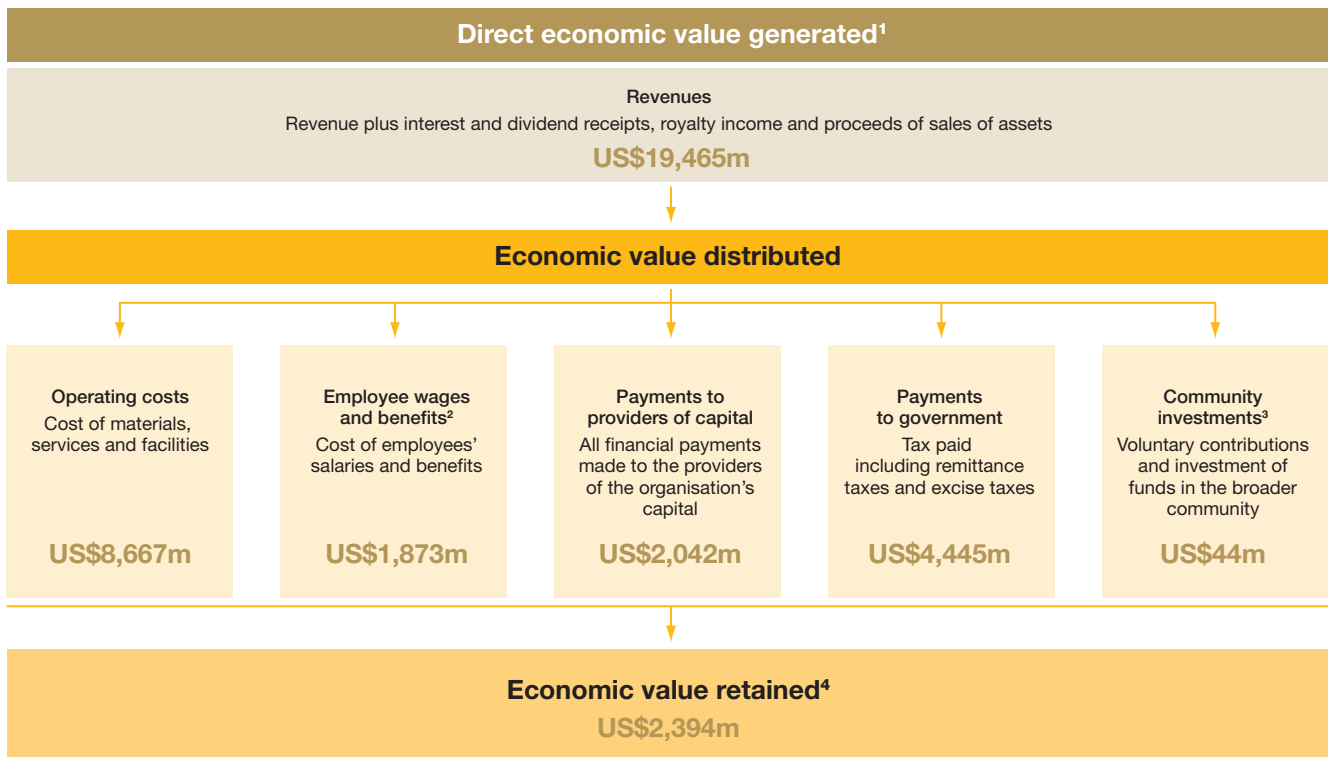 Direct economic value generated¹
Revenues
Revenue plus interest and dividend receipts, royalty income and proceeds of sales of assets
US$19,465m
Economic value distributed
Operating costs
Cost of materials,
services and facilities
US$8,667m
Employee wages
and benefits²
Cost of employees’
salaries and benefits
US$1,873m
Payments to
providers of capital
All financial payments
made to the providers
of the organisation’s
capital
US$2,042m
Payments
to government
Tax paid
including remittance
taxes and excise taxes
US$4,445m
Community
investments³
Voluntary contributions
and investment of
funds in the broader
community
US$44m
Economic value retained⁴
US$2,394m